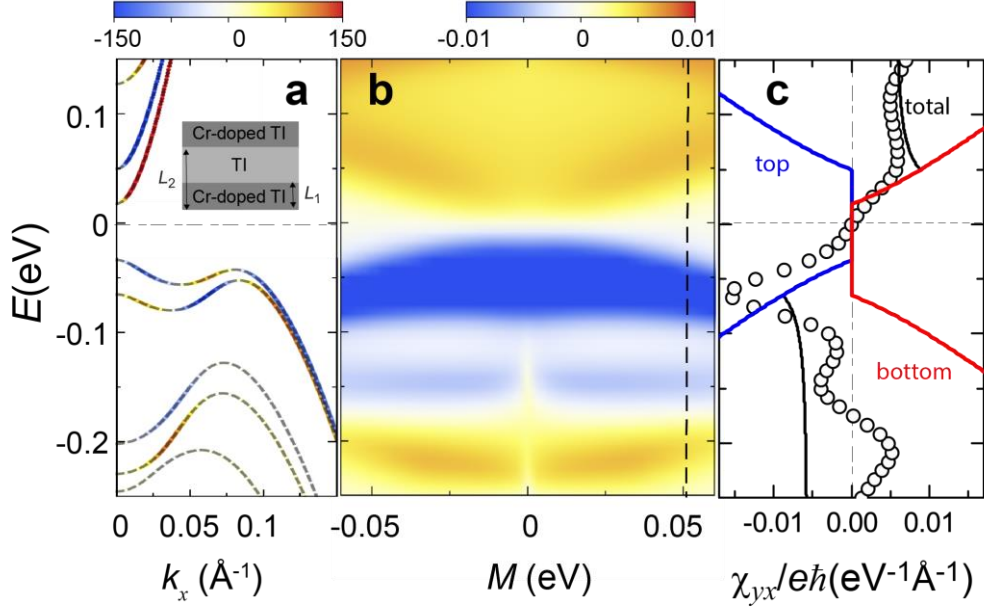 -150 0 150
-0.01 0 0.01
a
b
c
Cr-doped TI
TI
Cr-doped TI
L₂
L₁
total
top
bottom
0.1
0
-0.1
-0.2
E(eV)
0 0.05 0.1
-0.05 0 0.05
-0.01 0.00 0.01
kₓ (Å⁻¹)
M (eV)
χyx/eħ(eV⁻¹Å⁻¹)